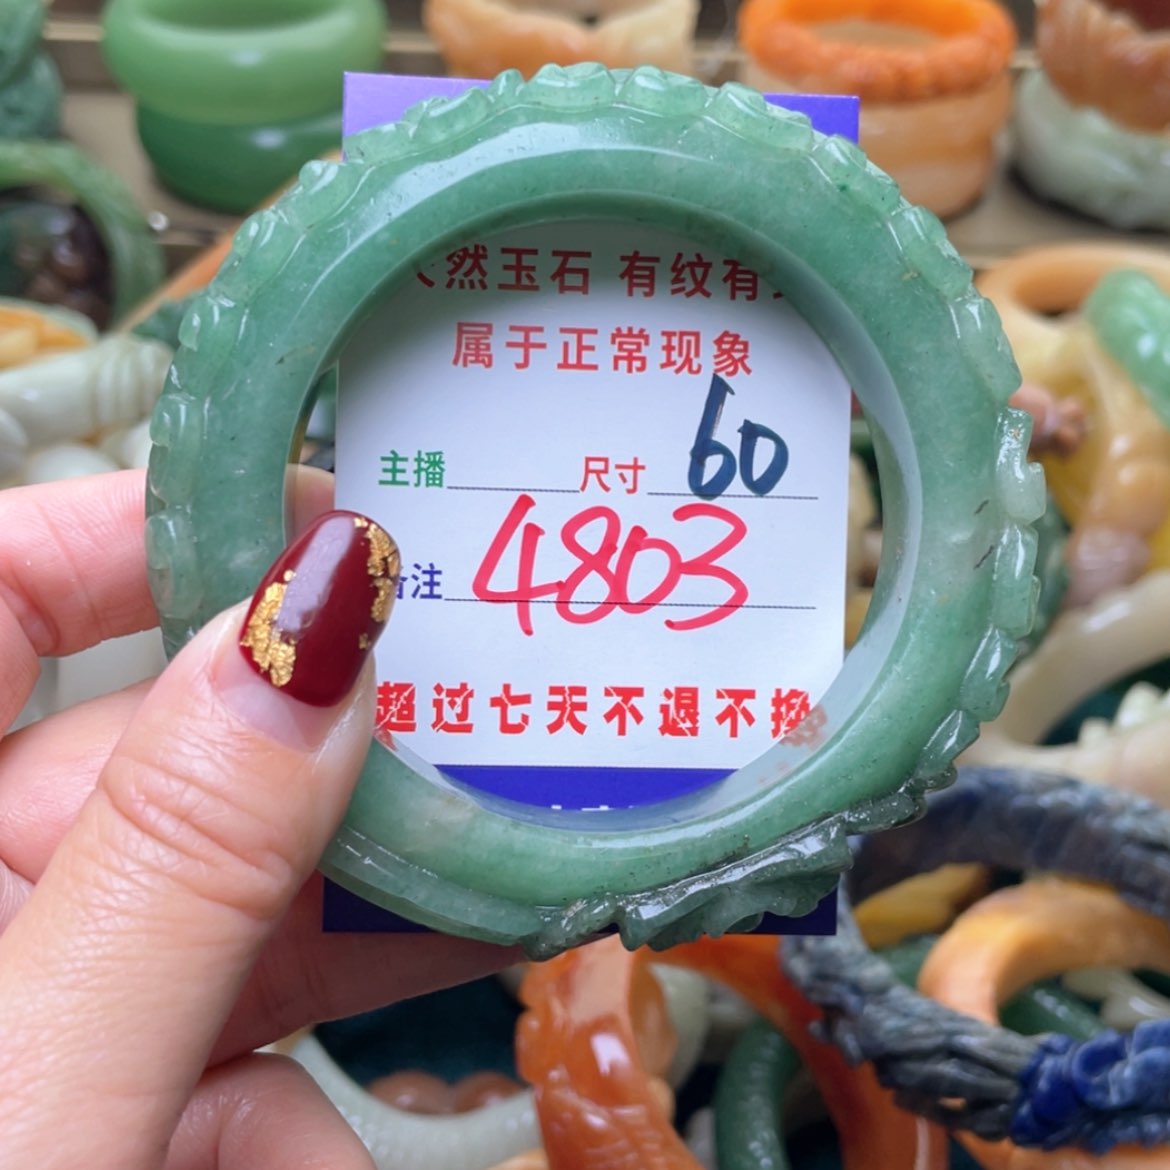 然玉石 有纹有
属于正常现象
主播 尺寸 60
备注 4803
超过七天不退不换